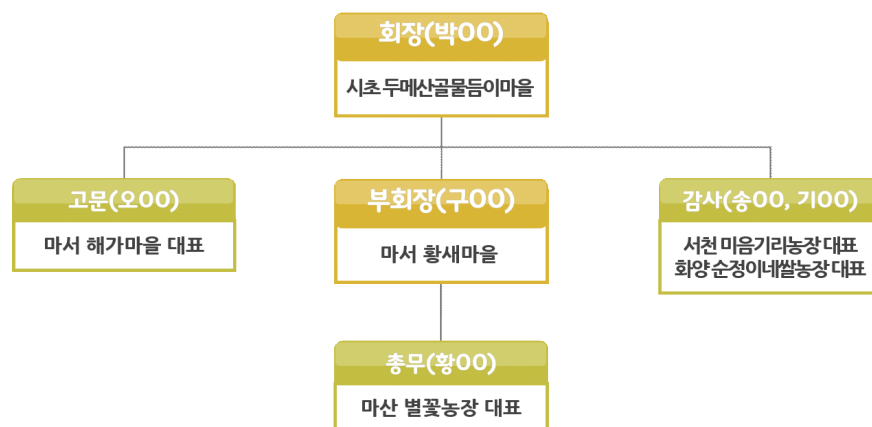 회장(박OO)
시초 두메산골물듬이마을
고문(오OO)
마서 해가마을 대표
부회장(구OO)
마서 황새마을
감사(송OO, 기OO)
서천 미음기리농장 대표
화양 순정이네쌀농장 대표
총무(황OO)
마산 별꽃농장 대표